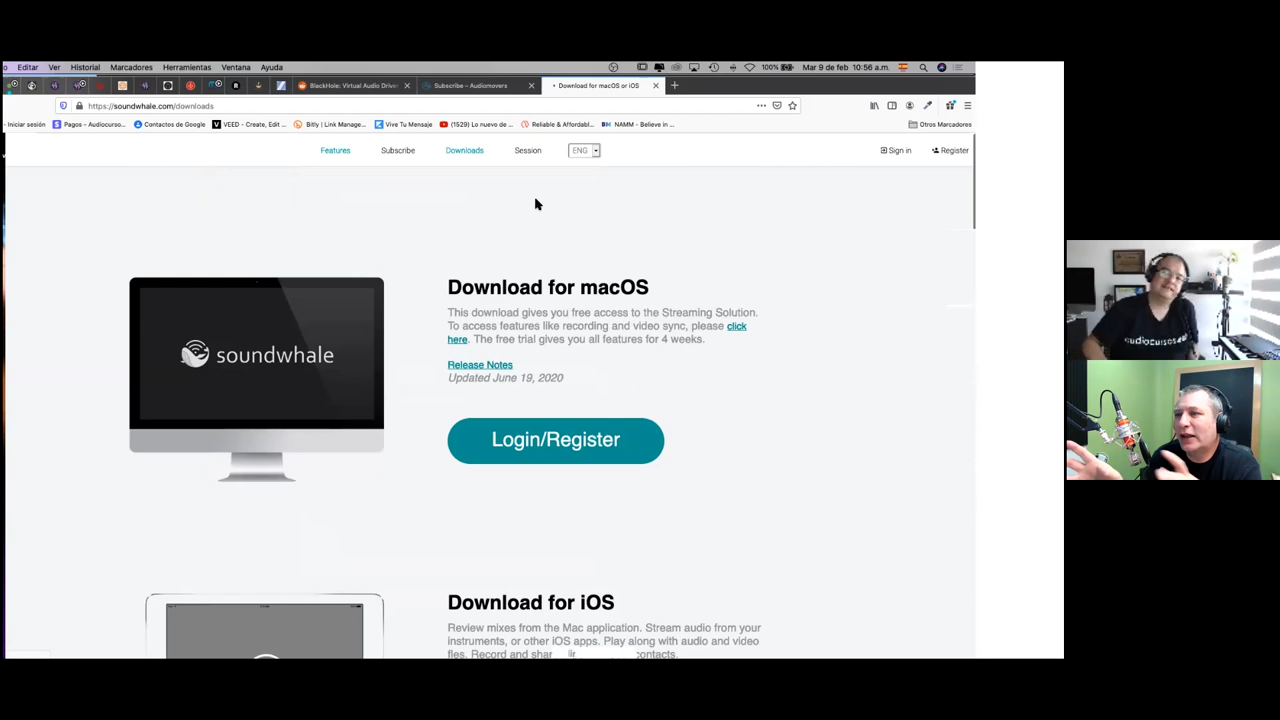 Editar Ver Historial Marcadores Herramientas Ventana Ayuda 100% Mar 9 de feb 10:56 a.m.
BlackHole: Virtual Audio Drive Subscribe – Audiomovers Download for macOS or iOS
https://soundwhale.com/downloads
Iniciar sesión Pagos – Audiocurso... Contactos de Google VEED - Create, Edit ... Bitly | Link Manage... Vive Tu Mensaje (1529) Lo nuevo de ... Reliable & Affordabl... NAMM - Believe in ... Otros Marcadores
Features Subscribe Downloads Session ENG Sign in Register
Download for macOS
This download gives you free access to the Streaming Solution.
To access features like recording and video sync, please click
here. The free trial gives you all features for 4 weeks.
soundwhale
Release Notes
Updated June 19, 2020
Login/Register
Download for iOS
Review mixes from the Mac application. Stream audio from your
instruments, or other iOS apps. Play along with audio and video
files. Record and share contacts.